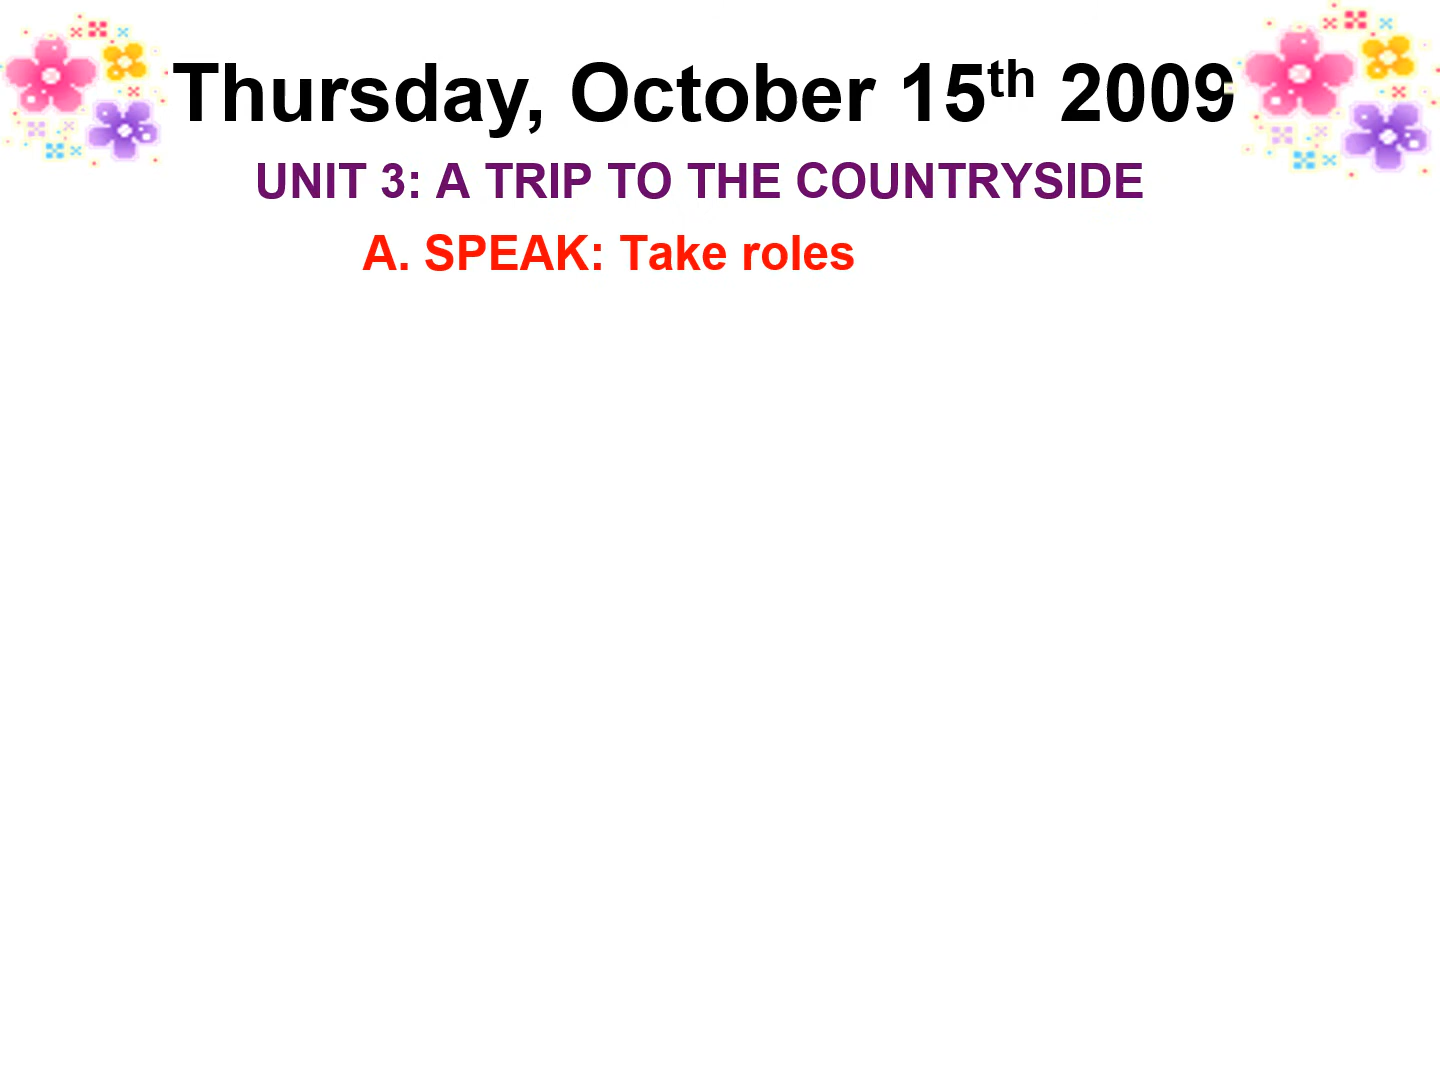 Thursday, October 15th 2009
UNIT 3: A TRIP TO THE COUNTRYSIDE
A. SPEAK: Take roles